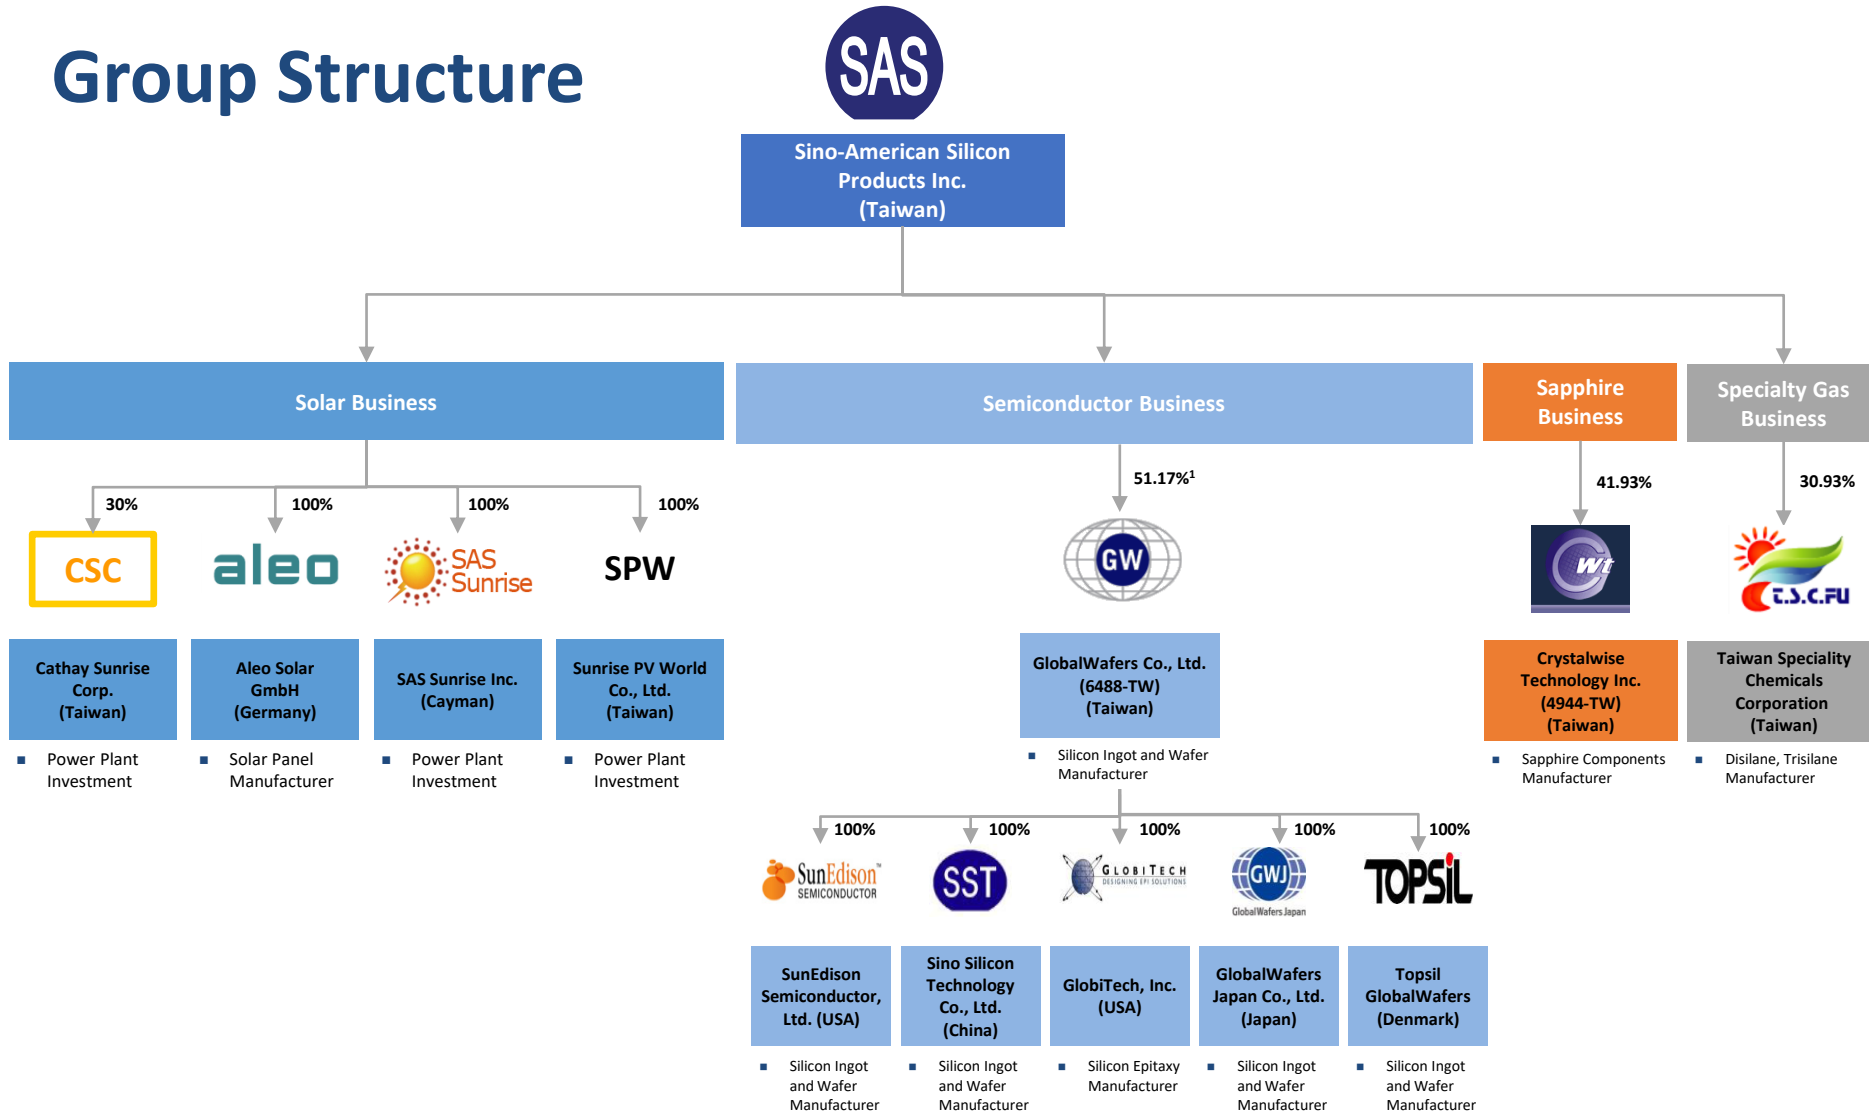 Group Structure
SAS
Sino-American Silicon
Products Inc.
(Taiwan)
Solar Business
Semiconductor Business
Sapphire
Business
Specialty Gas
Business
30%
100%
100%
100%
51.17%1
41.93%
30.93%
CSC
aleo
SAS
Sunrise
SPW
GW
Cwt
T.S.C.FU
Cathay Sunrise
Corp.
(Taiwan)
Power Plant
Investment
Aleo Solar
GmbH
(Germany)
Solar Panel
Manufacturer
SAS Sunrise Inc.
(Cayman)
Power Plant
Investment
Sunrise PV World
Co., Ltd.
(Taiwan)
Power Plant
Investment
GlobalWafers Co., Ltd.
(6488-TW)
(Taiwan)
Silicon Ingot and Wafer
Manufacturer
Crystalwise
Technology Inc.
(4944-TW)
(Taiwan)
Sapphire Components
Manufacturer
Taiwan Speciality
Chemicals
Corporation
(Taiwan)
Disilane, Trisilane
Manufacturer
100%
100%
100%
100%
100%
SunEdison™
SEMICONDUCTOR
SST
GLOBITECH
DESIGNING EPI SOLUTIONS
GWJ
GlobalWafers Japan
TOPSiL
SunEdison
Semiconductor,
Ltd. (USA)
Silicon Ingot
and Wafer
Manufacturer
Sino Silicon
Technology
Co., Ltd.
(China)
Silicon Ingot
and Wafer
Manufacturer
GlobiTech, Inc.
(USA)
Silicon Epitaxy
Manufacturer
GlobalWafers
Japan Co., Ltd.
(Japan)
Silicon Ingot
and Wafer
Manufacturer
Topsil
GlobalWafers
(Denmark)
Silicon Ingot
and Wafer
Manufacturer